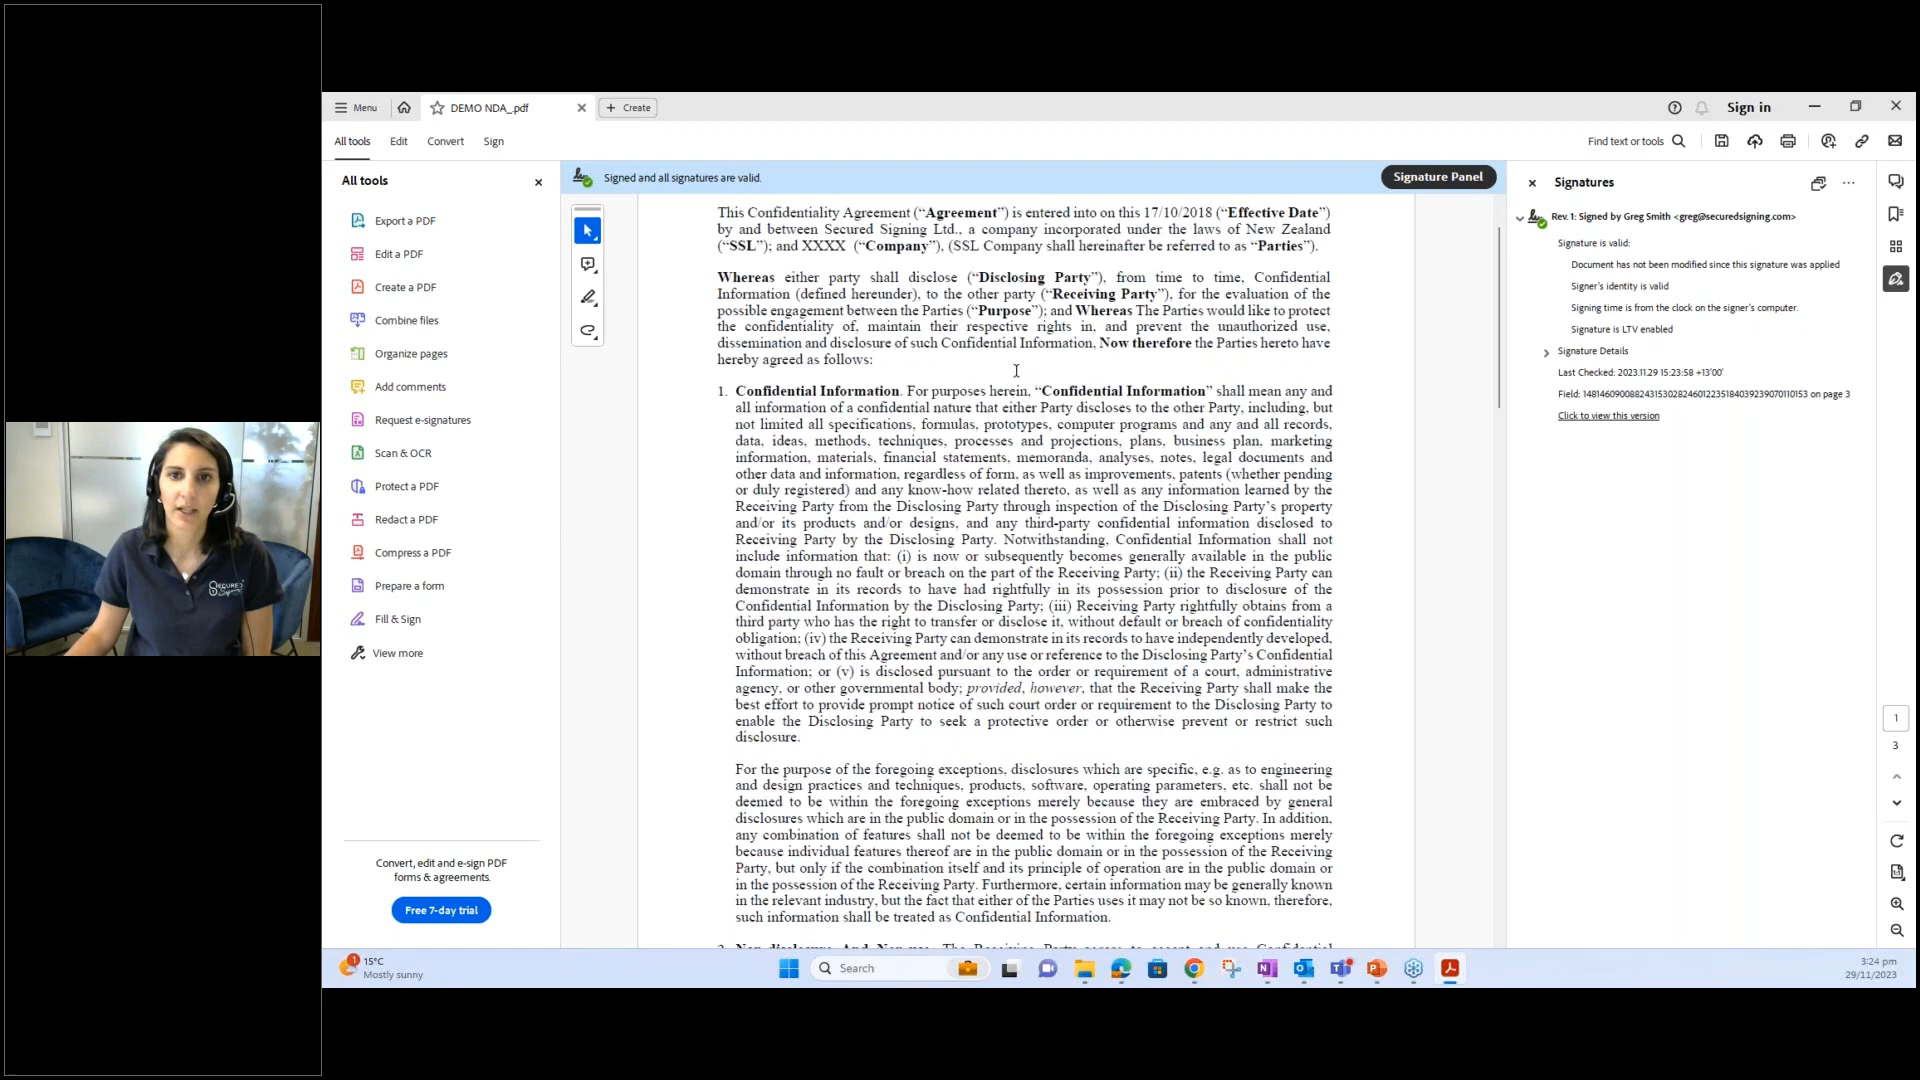 Menu
DEMO NDA_.pdf
Create
Sign in
All tools
Edit
Convert
Sign
Find text or tools
All tools
Export a PDF
Edit a PDF
Create a PDF
Combine files
Organize pages
Add comments
Request e-signatures
Scan & OCR
Protect a PDF
Redact a PDF
Compress a PDF
Prepare a form
Fill & Sign
View more
Convert, edit and e-sign PDF
forms & agreements.
Free 7-day trial
Signed and all signatures are valid.
Signature Panel
This Confidentiality Agreement (“Agreement”) is entered into on this 17/10/2018 (“Effective Date”)
by and between Secured Signing Ltd., a company incorporated under the laws of New Zealand
(“SSL”); and XXXX (“Company”), (SSL Company shall hereinafter be referred to as “Parties”).
Whereas either party shall disclose (“Disclosing Party”), from time to time, Confidential
Information (defined hereunder), to the other party (“Receiving Party”), for the evaluation of the
possible engagement between the Parties (“Purpose”); and Whereas The Parties would like to protect
the confidentiality of, maintain their respective rights in, and prevent the unauthorized use,
dissemination and disclosure of such Confidential Information, Now therefore the Parties hereto have
hereby agreed as follows:
1. Confidential Information. For purposes herein, “Confidential Information” shall mean any and
all information of a confidential nature that either Party discloses to the other Party, including, but
not limited all specifications, formulas, prototypes, computer programs and any and all records,
data, ideas, methods, techniques, processes and projections, plans, business plan, marketing
information, materials, financial statements, memoranda, analyses, notes, legal documents and
other data and information, regardless of form, as well as improvements, patents (whether pending
or duly registered) and any know-how related thereto, as well as any information learned by the
Receiving Party from the Disclosing Party through inspection of the Disclosing Party’s property
and/or its products and/or designs, and any third-party confidential information disclosed to
Receiving Party by the Disclosing Party. Notwithstanding, Confidential Information shall not
include information that: (i) is now or subsequently becomes generally available in the public
domain through no fault or breach on the part of the Receiving Party; (ii) the Receiving Party can
demonstrate in its records to have had rightfully in its possession prior to disclosure of the
Confidential Information by the Disclosing Party; (iii) Receiving Party rightfully obtains from a
third party who has the right to transfer or disclose it, without default or breach of confidentiality
obligation; (iv) the Receiving Party can demonstrate in its records to have independently developed,
without breach of this Agreement and/or any use or reference to the Disclosing Party’s Confidential
Information; or (v) is disclosed pursuant to the order or requirement of a court, administrative
agency, or other governmental body; provided, however, that the Receiving Party shall make the
best effort to provide prompt notice of such court order or requirement to the Disclosing Party to
enable the Disclosing Party to seek a protective order or otherwise prevent or restrict such
disclosure.
For the purpose of the foregoing exceptions, disclosures which are specific, e.g. as to engineering
and design practices and techniques, products, software, operating parameters, etc. shall not be
deemed to be within the foregoing exceptions merely because they are embraced by general
disclosures which are in the public domain or in the possession of the Receiving Party. In addition,
any combination of features shall not be deemed to be within the foregoing exceptions merely
because individual features thereof are in the public domain or in the possession of the Receiving
Party, but only if the combination itself and its principle of operation are in the public domain or
in the possession of the Receiving Party. Furthermore, certain information may be generally known
in the relevant industry, but the fact that either of the Parties uses it may not be so known, therefore,
such information shall be treated as Confidential Information.
Signatures
Rev. 1: Signed by Greg Smith <greg@securedsigning.com>
Signature is valid:
Document has not been modified since this signature was applied
Signer's identity is valid
Signing time is from the clock on the signer's computer.
Signature is LTV enabled
Signature Details
Last Checked: 2023.11.29 15:23:58 +13'00'
Click to view this version
1
3
SECURED
1
15°C
Mostly sunny
Search
3:24 pm
29/11/2023